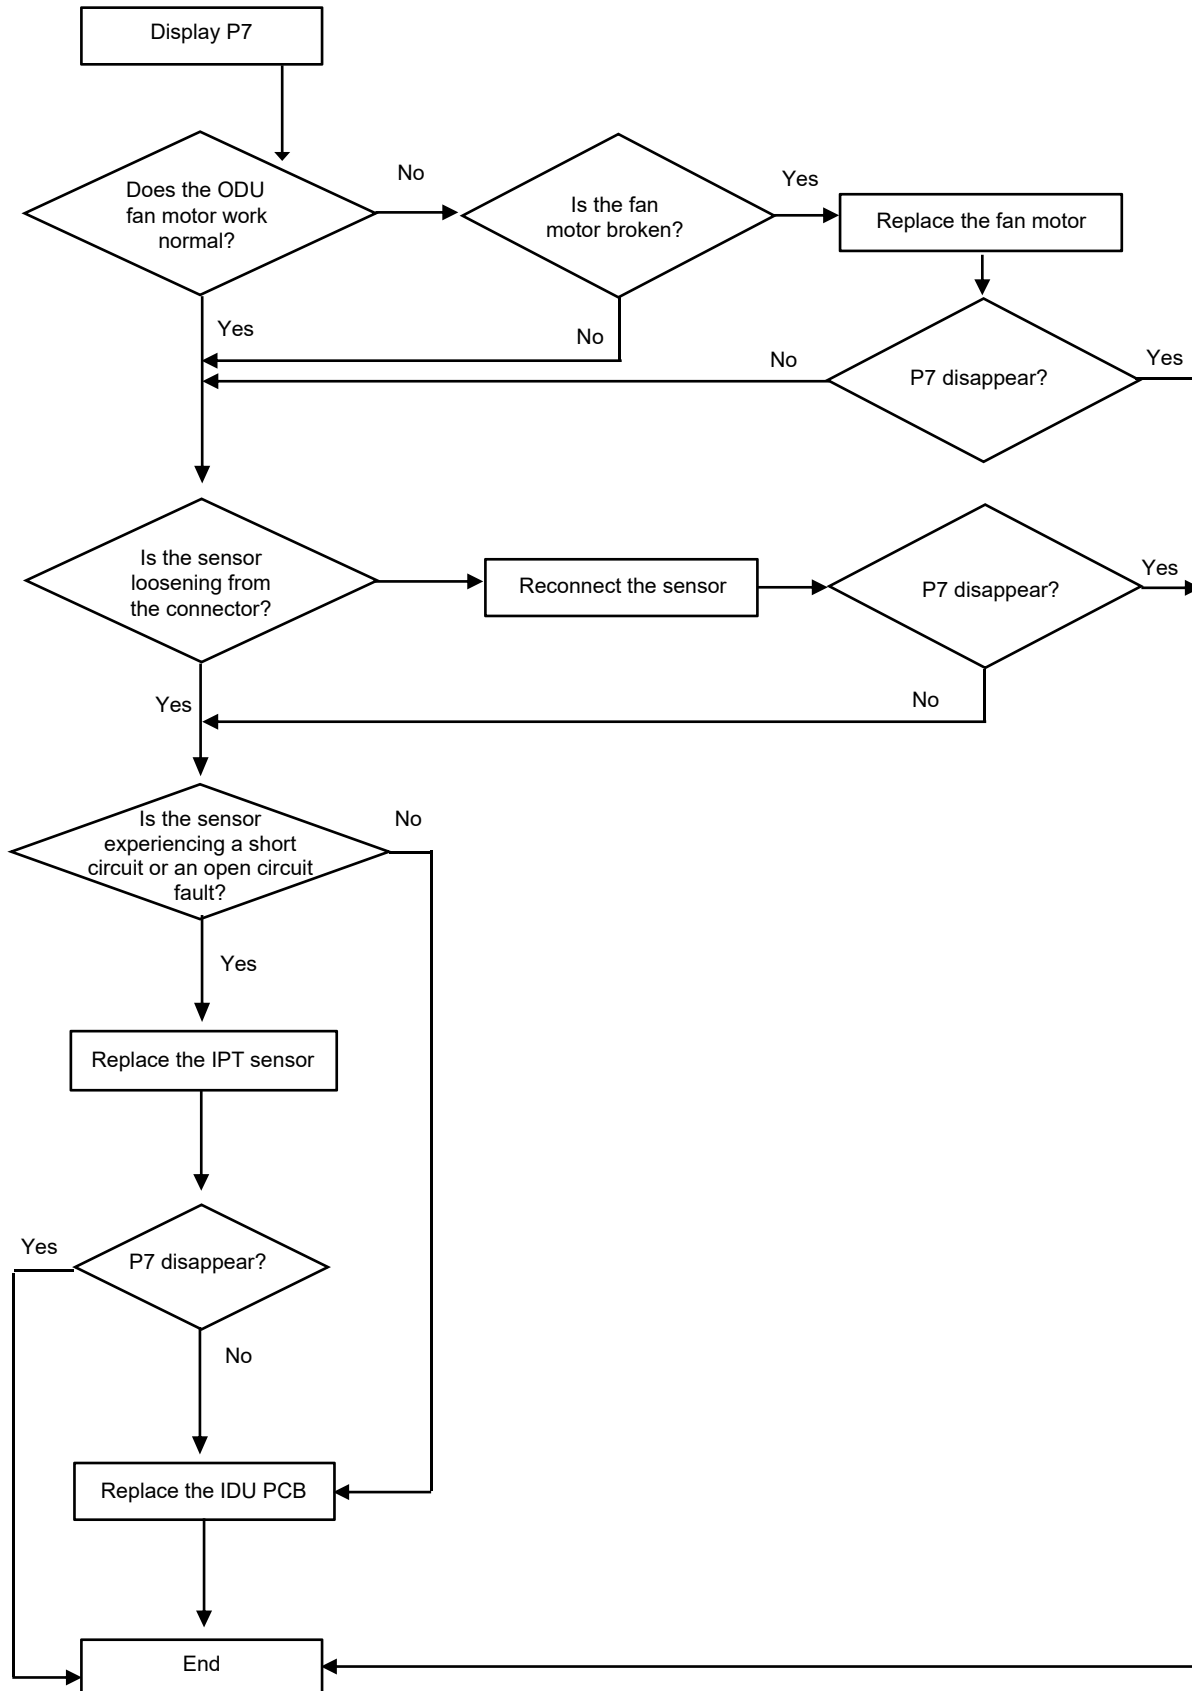 Display P7
Does the ODU
fan motor work
normal?
No
Is the fan
motor broken?
Yes
Replace the fan motor
Yes
No
No
P7 disappear?
Yes
Is the sensor
loosening from
the connector?
Reconnect the sensor
P7 disappear?
Yes
Yes
No
Is the sensor
experiencing a short
circuit or an open circuit
fault?
No
Yes
Replace the IPT sensor
Yes
P7 disappear?
No
Replace the IDU PCB
End